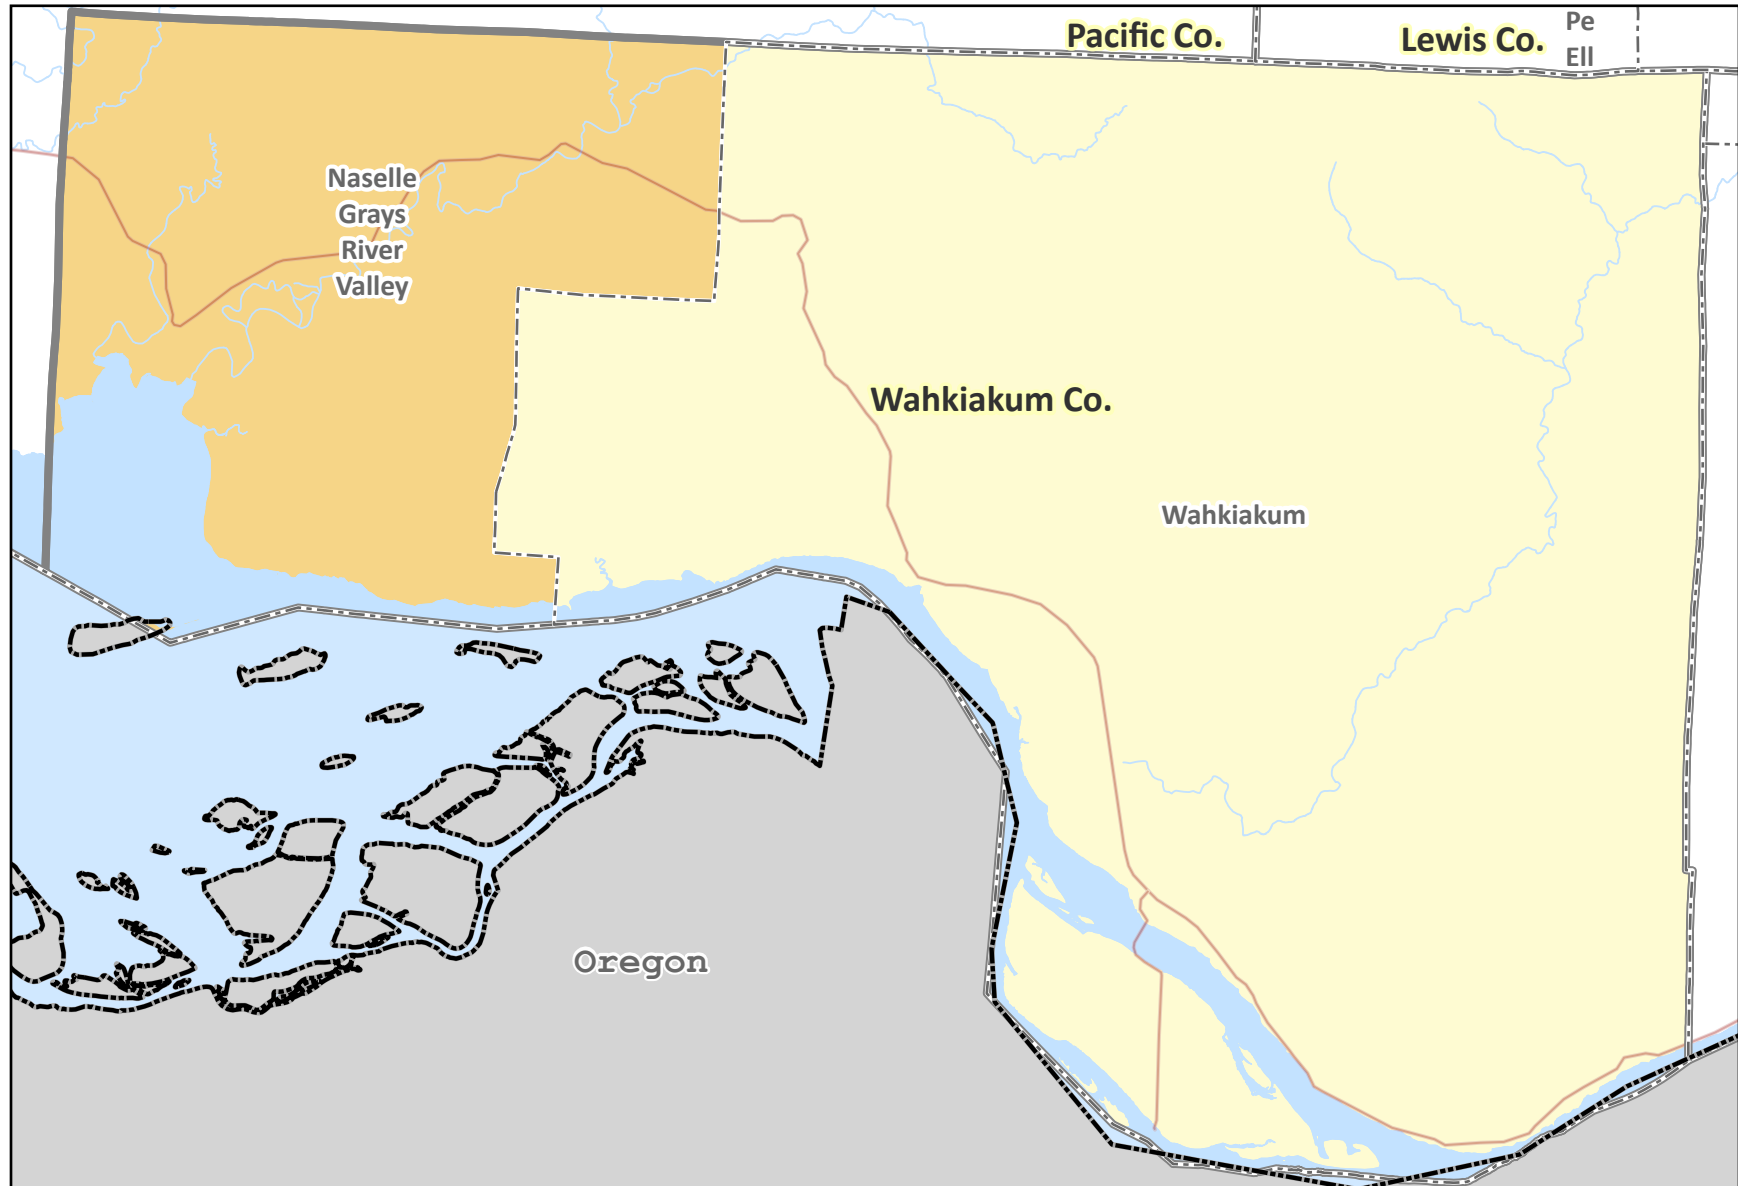 Pacific Co.
Lewis Co.
Pe
Ell
Naselle
Grays
River
Valley
Wahkiakum Co.
Wahkiakum
Oregon